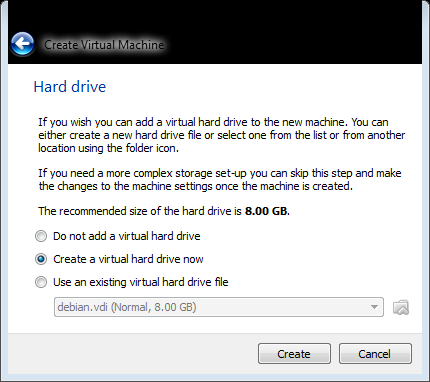 Create Virtual Machine
Hard drive
If you wish you can add a virtual hard drive to the new machine. You can
either create a new hard drive file or select one from the list or from another
location using the folder icon.
If you need a more complex storage set-up you can skip this step and make
the changes to the machine settings once the machine is created.
The recommended size of the hard drive is 8.00 GB.
Do not add a virtual hard drive
Create a virtual hard drive now
Use an existing virtual hard drive file
debian.vdi (Normal, 8.00 GB)
Create
Cancel